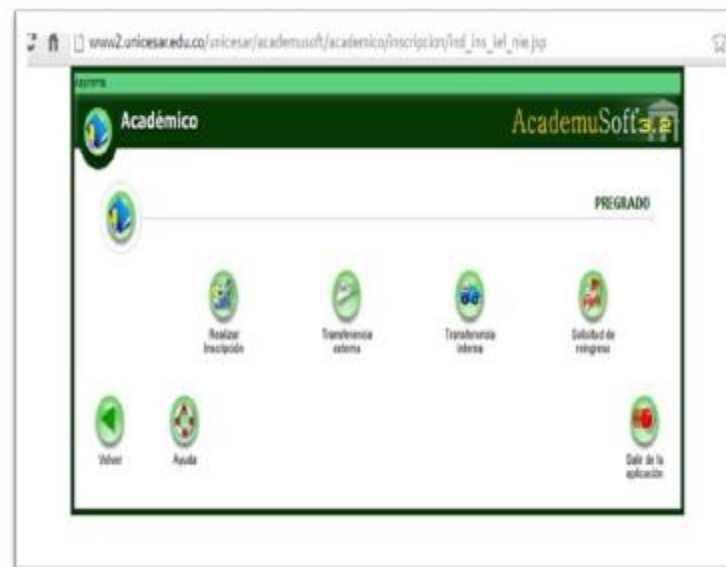 www2.unicesar.edu.co/unicesar/academusoft/academico/inscripcion/ind_ins_iel_nie.jsp
Académico
AcademuSoft 3.2
PREGRADO
Realizar
Inscripción
Transferencia
externa
Transferencia
interna
Solicitud de
reingreso
Volver
Ayuda
Salir de la
aplicación